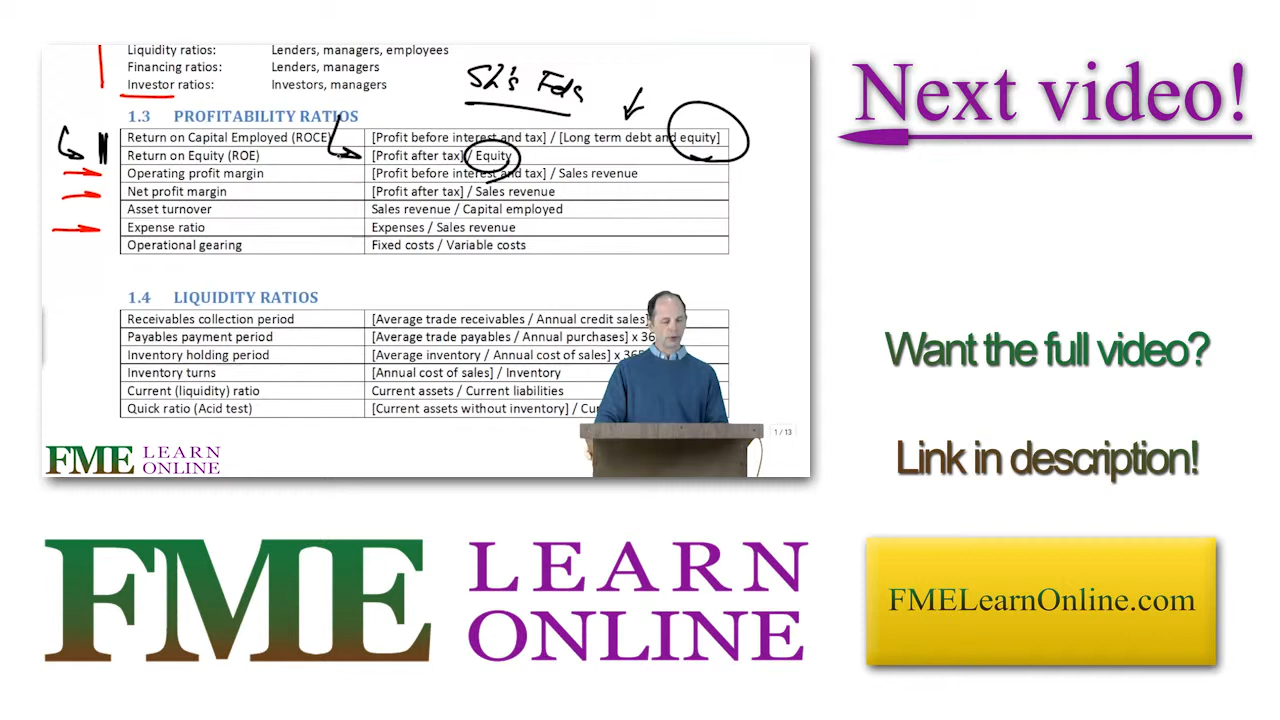 Liquidity ratios: Lenders, managers, employees
Financing ratios: Lenders, managers
Investor ratios: Investors, managers
1.3 PROFITABILITY RATIOS
Return on Capital Employed (ROCE) [Profit before interest and tax] / [Long term debt and equity]
Return on Equity (ROE) [Profit after tax] / Equity
Operating profit margin [Profit before interest and tax] / Sales revenue
Net profit margin [Profit after tax] / Sales revenue
Asset turnover Sales revenue / Capital employed
Expense ratio Expenses / Sales revenue
Operational gearing Fixed costs / Variable costs
1.4 LIQUIDITY RATIOS
Receivables collection period [Average trade receivables / Annual credit sales]
Payables payment period [Average trade payables / Annual purchases] x 36
Inventory holding period [Average inventory / Annual cost of sales] x 365
Inventory turns [Annual cost of sales] / Inventory
Current (liquidity) ratio Current assets / Current liabilities
Quick ratio (Acid test) [Current assets without inventory] / Cu
1 / 13
FME LEARN
ONLINE
Next video!
Want the full video?
Link in description!
FME LEARN
ONLINE
FMELearnOnline.com